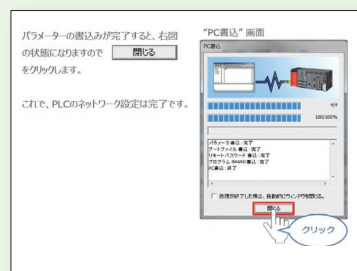 パラメーターの書込みが完了すると、右図
の状態になりますので 閉じる
をクリックします。
これで、PLCのネットワーク設定は完了です。
“PC書込” 画面
PC書込
4/4
100/100%
パラメータ 書込 : 完了
ブートファイル 書込 : 完了
リモートパスワード 書込 : 完了
プログラム(MAIN) 書込 : 完了
PC書込 : 終了
処理が終了した場合、自動的にウィンドウを閉じる。
閉じる
クリック